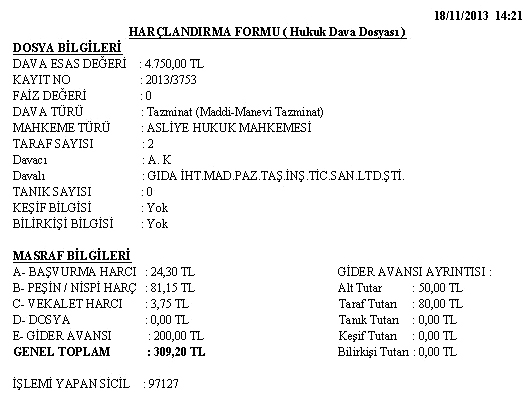 18/11/2013 14:21
HARÇLANDIRMA FORMU ( Hukuk Dava Dosyası )
DOSYA BİLGİLERİ
DAVA ESAS DEĞERİ : 4.750,00 TL
KAYIT NO : 2013/3753
FAİZ DEĞERİ : 0
DAVA TÜRÜ : Tazminat (Maddi-Manevi Tazminat)
MAHKEME TÜRÜ : ASLİYE HUKUK MAHKEMESİ
TARAF SAYISI : 2
Davacı : A. K
Davalı : GIDA İHT.MAD.PAZ.TAŞ.İNŞ.TİC.SAN.LTD.ŞTİ.
TANIK SAYISI : 0
KEŞİF BİLGİSİ : Yok
BİLİRKİŞİ BİLGİSİ : Yok
MASRAF BİLGİLERİ
A- BAŞVURMA HARCI : 24,30 TL GİDER AVANSI AYRINTISI :
B- PEŞİN / NİSPİ HARÇ : 81,15 TL Alt Tutar : 50,00 TL
C- VEKALET HARCI : 3,75 TL Taraf Tutarı : 80,00 TL
D- DOSYA : 0,00 TL Tanık Tutarı : 0,00 TL
E- GİDER AVANSI : 200,00 TL Keşif Tutarı : 0,00 TL
GENEL TOPLAM : 309,20 TL Bilirkişi Tutarı : 0,00 TL
İŞLEMİ YAPAN SİCİL : 97127